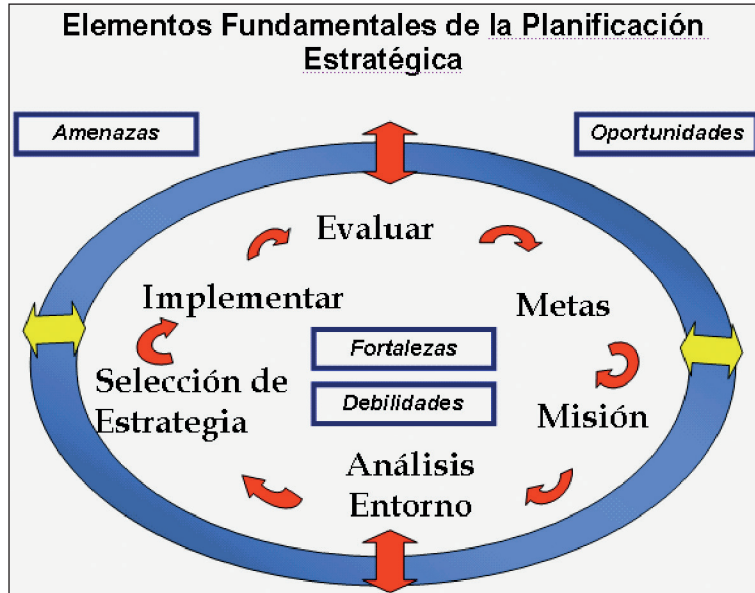 Elementos Fundamentales de la Planificación
Estratégica
Amenazas
Oportunidades
Evaluar
Implementar
Metas
Fortalezas
Selección de
Estrategia
Debilidades
Misión
Análisis
Entorno